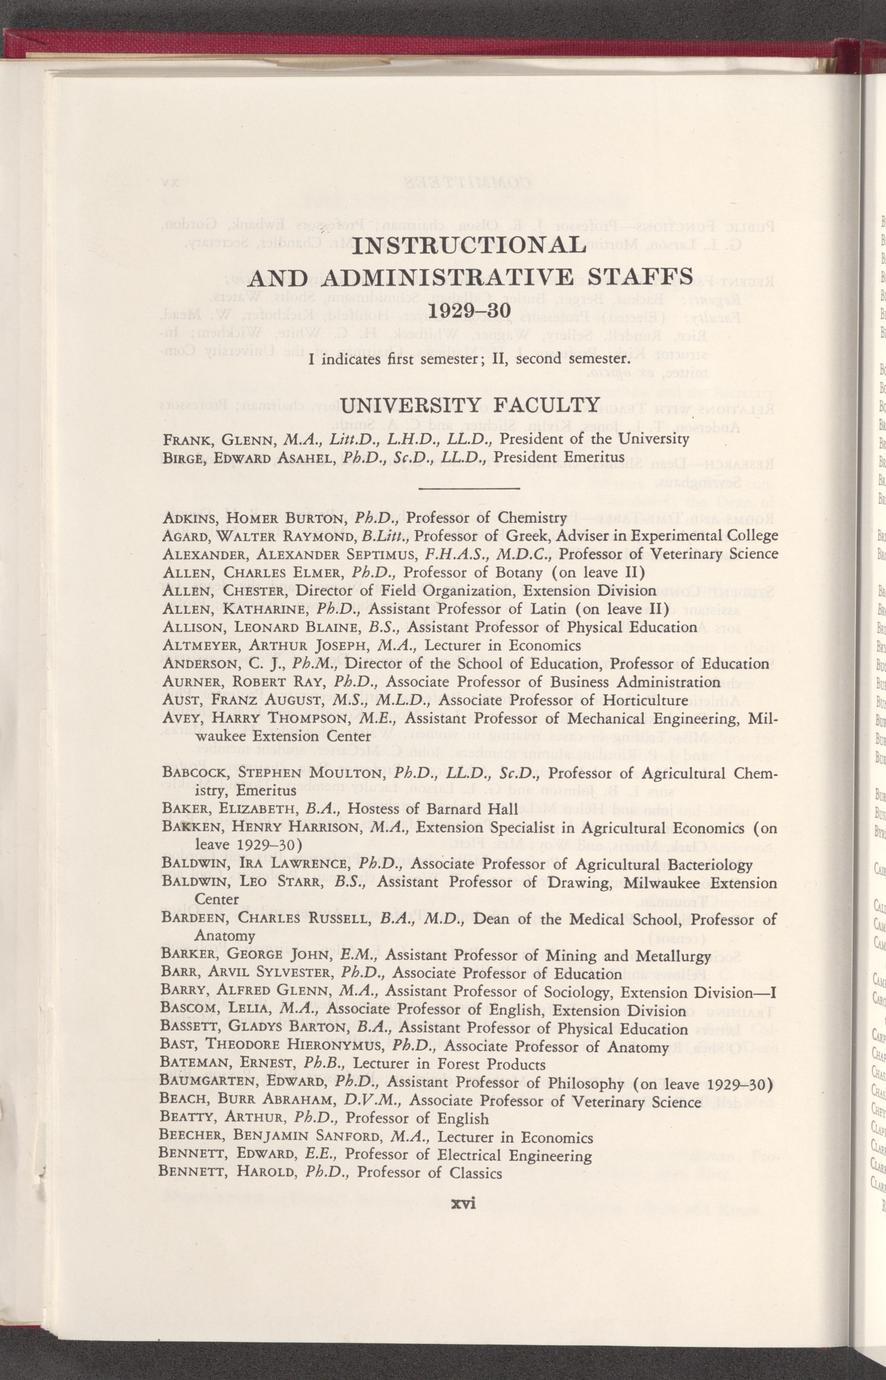 INSTRUCTIONAL
AND ADMINISTRATIVE STAFFS
1929–30
I indicates first semester; II, second semester.
UNIVERSITY FACULTY
FRANK, GLENN, M.A., Litt.D., L.H.D., LL.D., President of the University
BIRGE, EDWARD ASAHEL, Ph.D., Sc.D., LL.D., President Emeritus
ADKINS, HOMER BURTON, Ph.D., Professor of Chemistry
AGARD, WALTER RAYMOND, B.Litt., Professor of Greek, Adviser in Experimental College
ALEXANDER, ALEXANDER SEPTIMUS, F.H.A.S., M.D.C., Professor of Veterinary Science
ALLEN, CHARLES ELMER, Ph.D., Professor of Botany (on leave II)
ALLEN, CHESTER, Director of Field Organization, Extension Division
ALLEN, KATHARINE, Ph.D., Assistant Professor of Latin (on leave II)
ALLISON, LEONARD BLAINE, B.S., Assistant Professor of Physical Education
ALTMEYER, ARTHUR JOSEPH, M.A., Lecturer in Economics
ANDERSON, C. J., Ph.M., Director of the School of Education, Professor of Education
AURNER, ROBERT RAY, Ph.D., Associate Professor of Business Administration
AUST, FRANZ AUGUST, M.S., M.L.D., Associate Professor of Horticulture
AVEY, HARRY THOMPSON, M.E., Assistant Professor of Mechanical Engineering, Mil-
waukee Extension Center
BABCOCK, STEPHEN MOULTON, Ph.D., LL.D., Sc.D., Professor of Agricultural Chem-
istry, Emeritus
BAKER, ELIZABETH, B.A., Hostess of Barnard Hall
BAKKEN, HENRY HARRISON, M.A., Extension Specialist in Agricultural Economics (on
leave 1929–30)
BALDWIN, IRA LAWRENCE, Ph.D., Associate Professor of Agricultural Bacteriology
BALDWIN, LEO STARR, B.S., Assistant Professor of Drawing, Milwaukee Extension
Center
BARDEEN, CHARLES RUSSELL, B.A., M.D., Dean of the Medical School, Professor of
Anatomy
BARKER, GEORGE JOHN, E.M., Assistant Professor of Mining and Metallurgy
BARR, ARVIL SYLVESTER, Ph.D., Associate Professor of Education
BARRY, ALFRED GLENN, M.A., Assistant Professor of Sociology, Extension Division—I
BASCOM, LELIA, M.A., Associate Professor of English, Extension Division
BASSETT, GLADYS BARTON, B.A., Assistant Professor of Physical Education
BAST, THEODORE HIERONYMUS, Ph.D., Associate Professor of Anatomy
BATEMAN, ERNEST, Ph.B., Lecturer in Forest Products
BAUMGARTEN, EDWARD, Ph.D., Assistant Professor of Philosophy (on leave 1929–30)
BEACH, BURR ABRAHAM, D.V.M., Associate Professor of Veterinary Science
BEATTY, ARTHUR, Ph.D., Professor of English
BEECHER, BENJAMIN SANFORD, M.A., Lecturer in Economics
BENNETT, EDWARD, E.E., Professor of Electrical Engineering
BENNETT, HAROLD, Ph.D., Professor of Classics
xvi